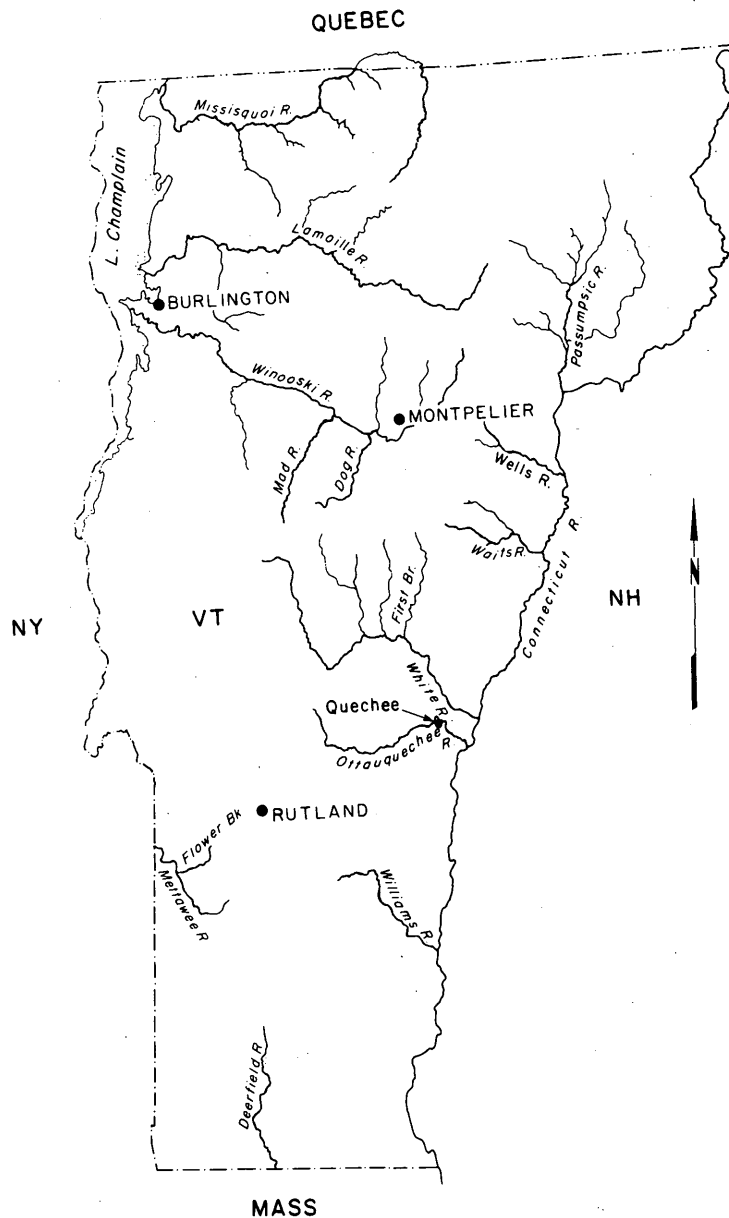 QUEBEC
Missisquoi R.
L. Champlain
Lamoille R.
BURLINGTON
Passumpsic R.
Winooski R.
MONTPELIER
Mad R.
Dog R.
Wells R.
Waits R.
Connecticut R.
N
First Br.
NY
VT
NH
White R.
Quechee
Ottauquechee R.
RUTLAND
Flower Bk
Mettawee R
Williams R.
Deerfield R
MASS